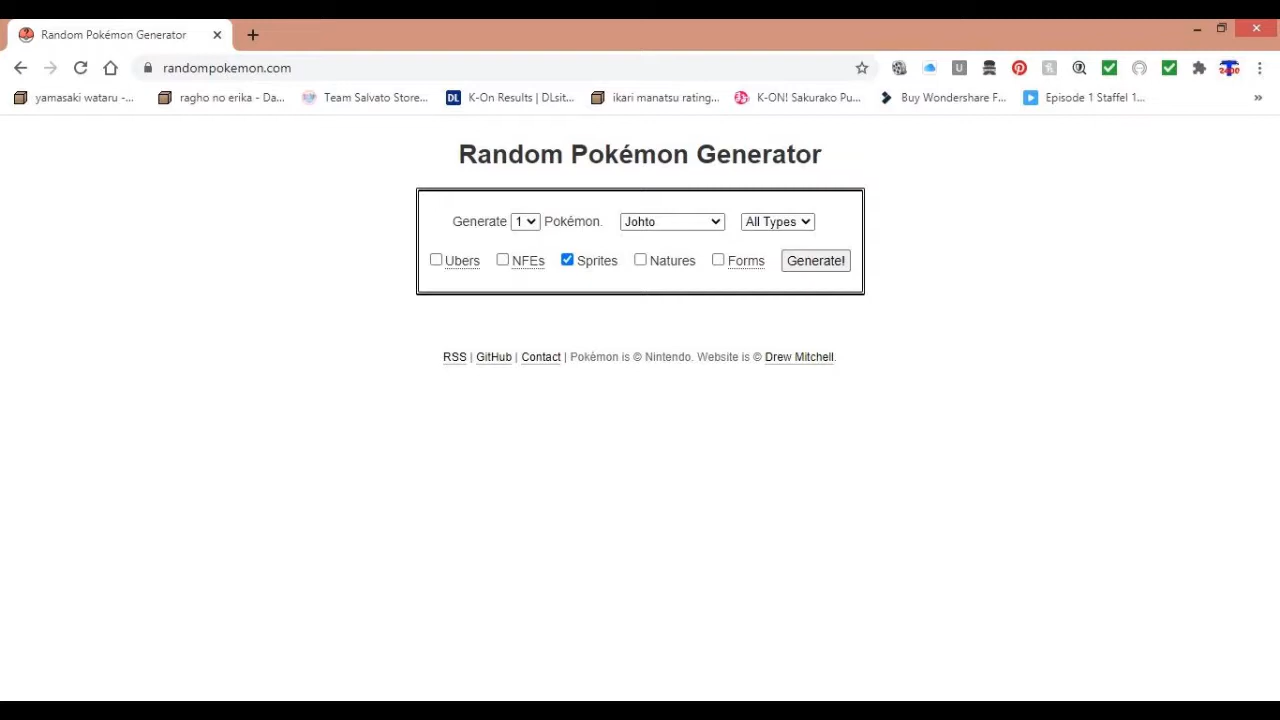 Random Pokémon Generator
randompokemon.com
yamasaki wataru -...
ragho no erika - Da...
Team Salvato Store...
DL K-On Results | DLsit...
ikari manatsu rating...
K-ON! Sakurako Pu...
Buy Wondershare F...
Episode 1 Staffel 1...
»
Random Pokémon Generator
Generate 1 Pokémon. Johto All Types
Ubers NFEs Sprites Natures Forms Generate!
RSS | GitHub | Contact | Pokémon is © Nintendo. Website is © Drew Mitchell.